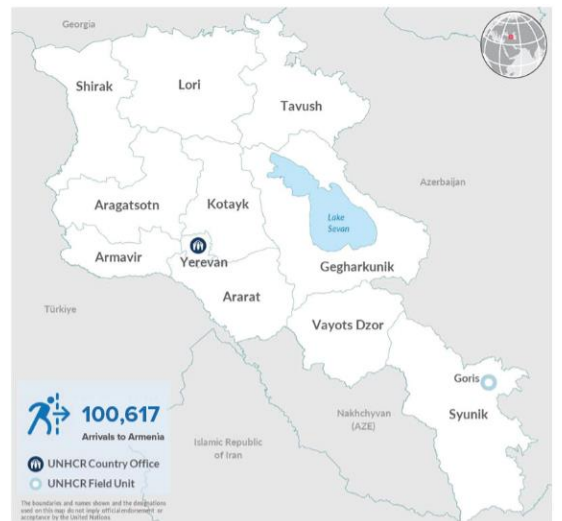 Georgia
Shirak
Lori
Tavush
Azerbaijan
Aragatsotn
Kotayk
Lake
Sevan
Armavir
Yerevan
Gegharkunik
Ararat
Türkiye
Vayots Dzor
Goris
Syunik
Nakhchyvan
(AZE)
Islamic Republic
of Iran
100,617
Arrivals to Armenia
UNHCR Country Office
UNHCR Field Unit
The boundaries and names shown and the designations
used on this map do not imply official endorsement or
acceptance by the United Nations.